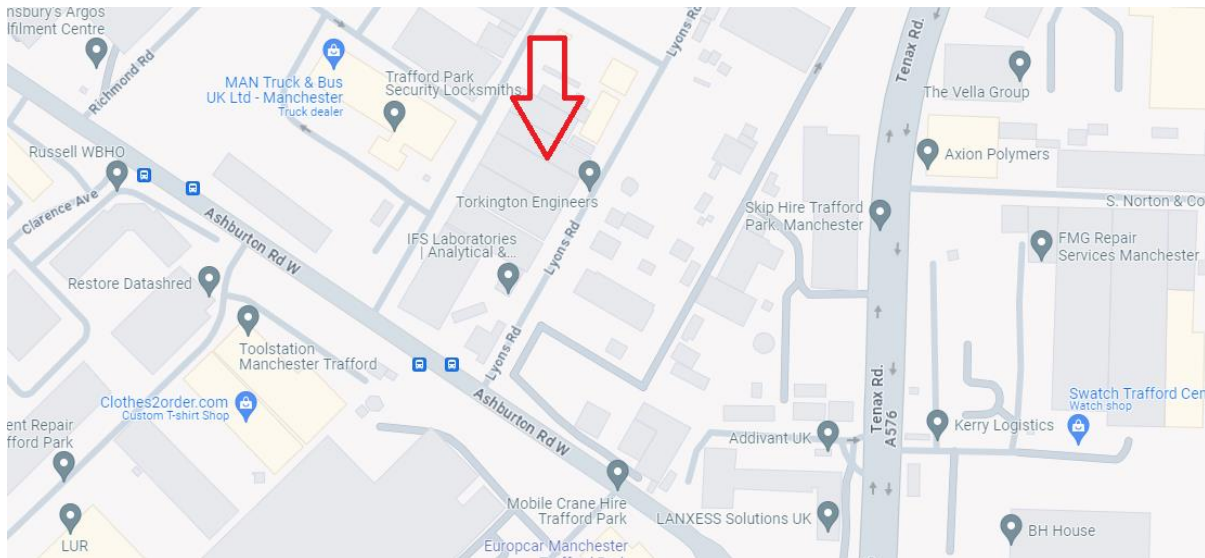 nsbury's Argos
lfilment Centre
Richmond Rd
MAN Truck & Bus
UK Ltd - Manchester
Truck dealer
Trafford Park
Security Locksmiths
Lyons Rd
Tenax Rd.
The Vella Group
Russell WBHO
Clarence Ave
Ashburton Rd W
Torkington Engineers
Axion Polymers
S. Norton & Co
Skip Hire Trafford
Park. Manchester
IFS Laboratories
| Analytical &...
Lyons Rd
FMG Repair
Services Manchester
Restore Datashred
Toolstation
Manchester Trafford
Lyons Rd
Clothes2order.com
Custom T-shirt Shop
Ashburton Rd W
Tenax Rd.
A576
Swatch Trafford Cen
Watch shop
ent Repair
fford Park
Addivant UK
Kerry Logistics
Mobile Crane Hire
Trafford Park
LANXESS Solutions UK
BH House
LUR
Europcar Manchester